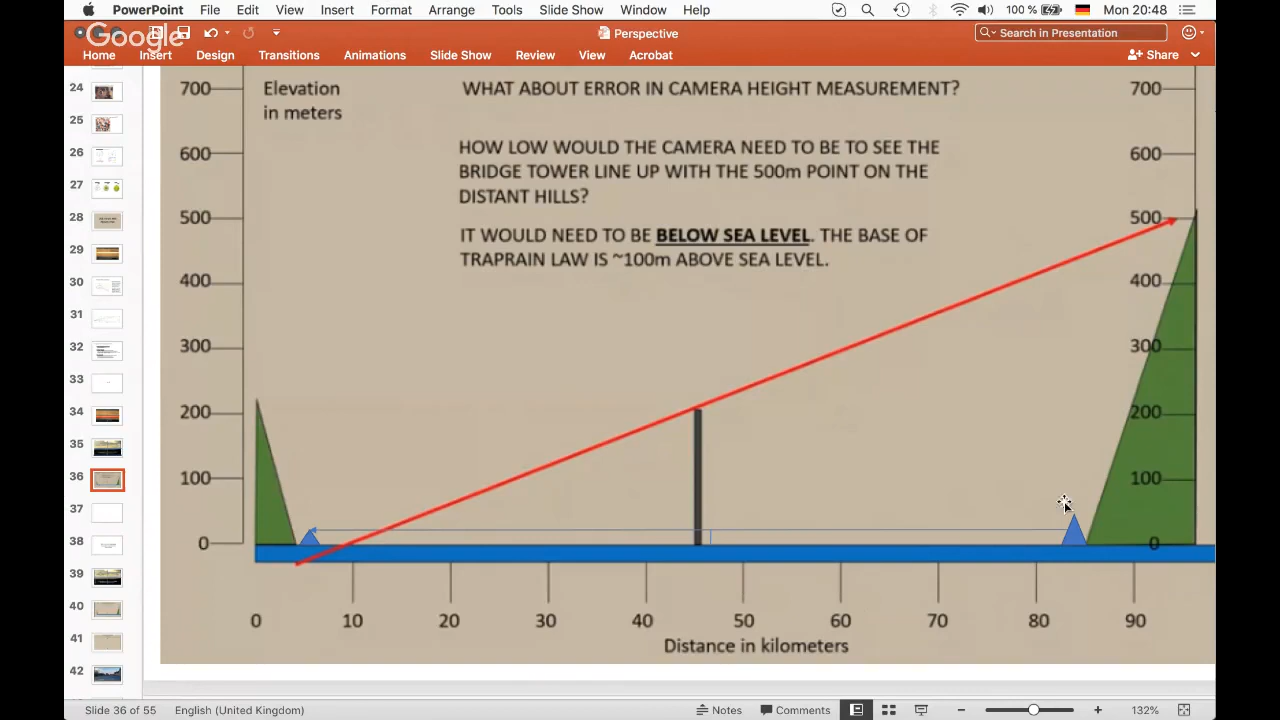 PowerPoint File Edit View Insert Format Arrange Tools Slide Show Window Help 100 % Mon 20:48
Google Perspective Search in Presentation
Home Insert Design Transitions Animations Slide Show Review View Acrobat Share
24
25
26
27
28
29
30
31
32
33
34
35
36
37
38
39
40
41
42
700 Elevation
in meters
WHAT ABOUT ERROR IN CAMERA HEIGHT MEASUREMENT? 700
HOW LOW WOULD THE CAMERA NEED TO BE TO SEE THE
BRIDGE TOWER LINE UP WITH THE 500m POINT ON THE
DISTANT HILLS?
IT WOULD NEED TO BE BELOW SEA LEVEL. THE BASE OF
TRAPRAIN LAW IS ~100m ABOVE SEA LEVEL.
600 600
500 500
400 400
300 300
200 200
100 100
0 0
0 10 20 30 40 50 60 70 80 90
Distance in kilometers
Slide 36 of 55 English (United Kingdom) Notes Comments 132%